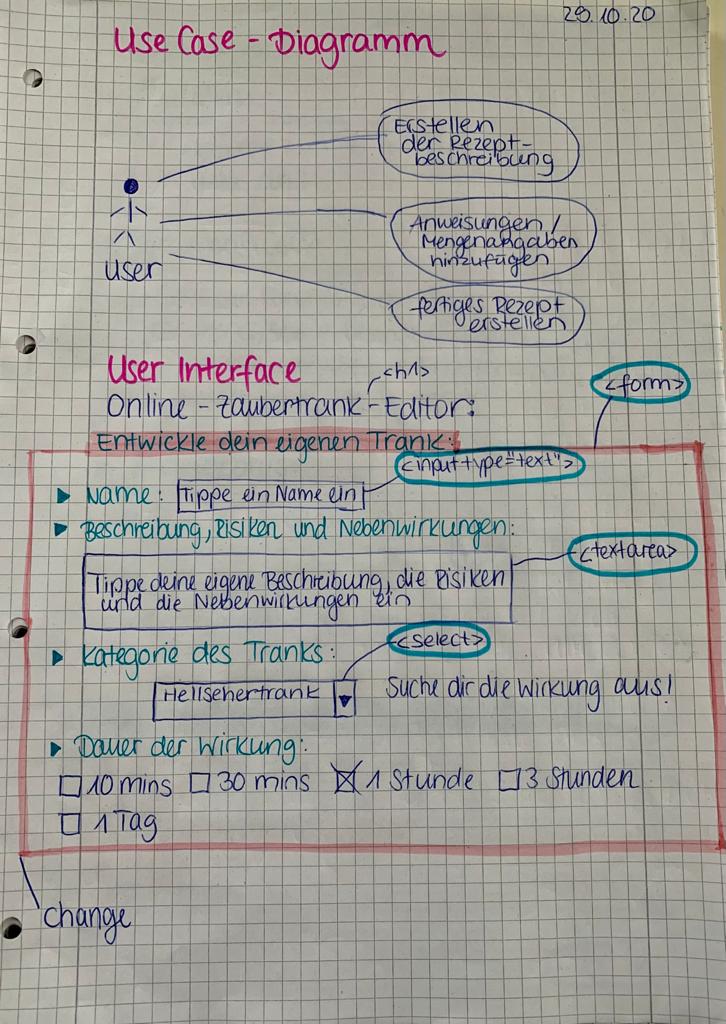 29.10.20
Use Case - Diagramm
Erstellen
der Rezept-
beschreibung
Anweisungen /
Mengenangaben
hinzufügen
user
fertiges Rezept
erstellen
User Interface
<h1>
<form>
Online - Zaubertrank - Editor:
Entwickle dein eigenen Trank:
<input type="text">
Name: Tippe ein Name ein
Beschreibung, Risiken und Nebenwirkungen:
<textarea>
Tippe deine eigene Beschreibung, die Risiken
und die Nebenwirkungen ein
<select>
Kategorie des Tranks:
Hellsehertrank Suche dir die Wirkung aus!
Dauer der Wirkung:
10 mins 30 mins 1 Stunde 3 Stunden
1 Tag
change